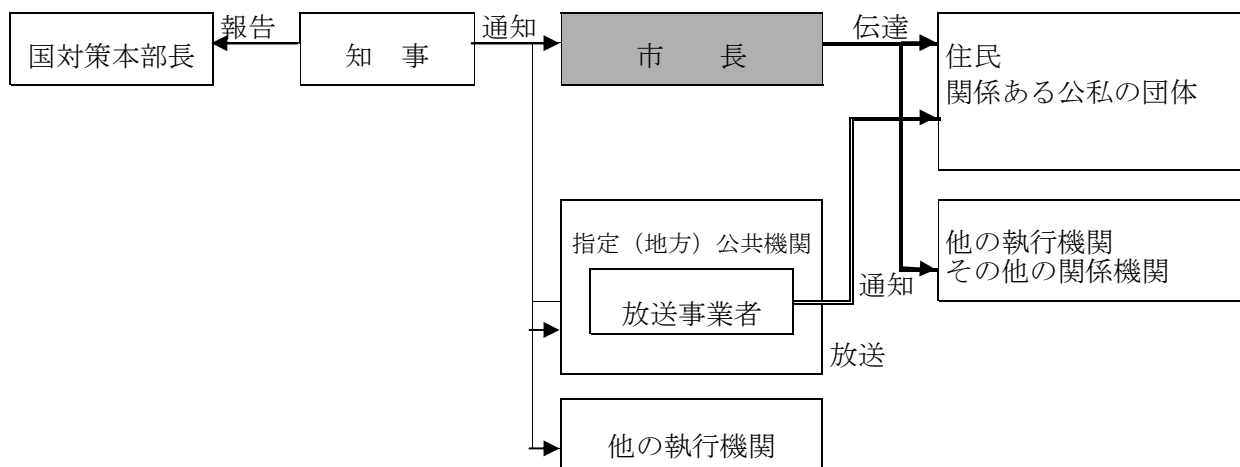 国対策本部長
報告
知　事
通知
市　　長
伝達
住民
関係ある公私の団体
指定（地方）公共機関
放送事業者
通知
放送
他の執行機関
その他の関係機関
他の執行機関